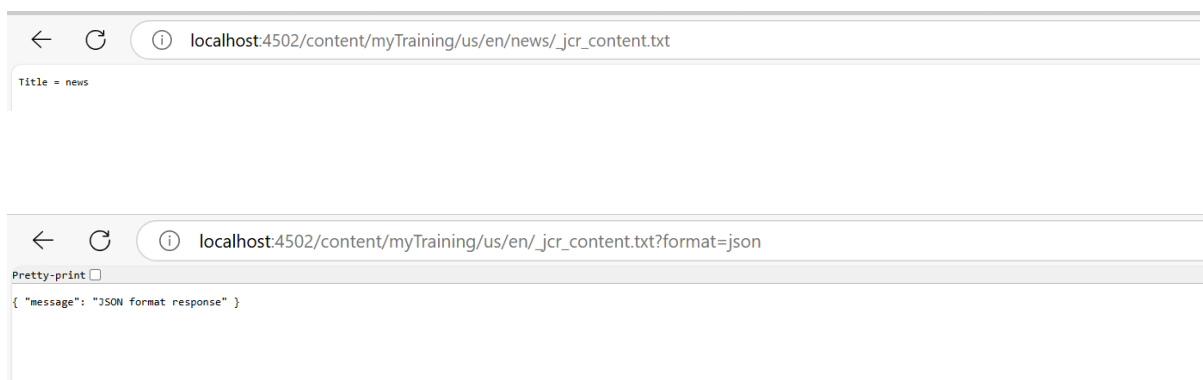 localhost:4502/content/myTraining/us/en/news/_jcr_content.txt
Title = news
localhost:4502/content/myTraining/us/en/_jcr_content.txt?format=json
Pretty-print
{ "message": "JSON format response" }